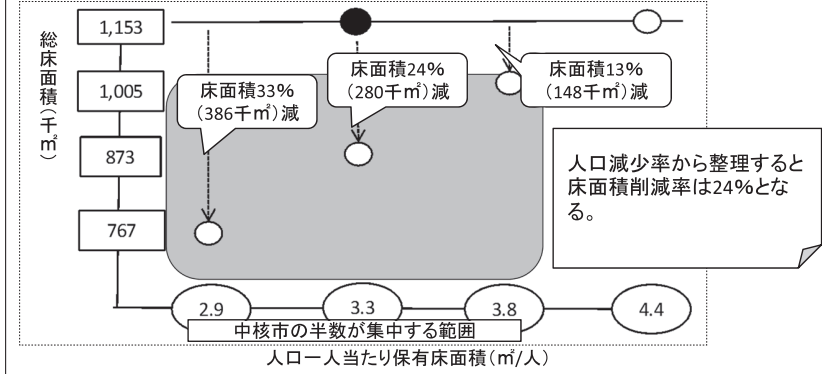 総床面積(千㎡)
1,153
1,005
873
767
床面積33%
(386千㎡)減
床面積24%
(280千㎡)減
床面積13%
(148千㎡)減
人口減少率から整理すると
床面積削減率は24%とな
る。
2.9
3.3
3.8
4.4
中核市の半数が集中する範囲
人口一人当たり保有床面積(㎡/人)